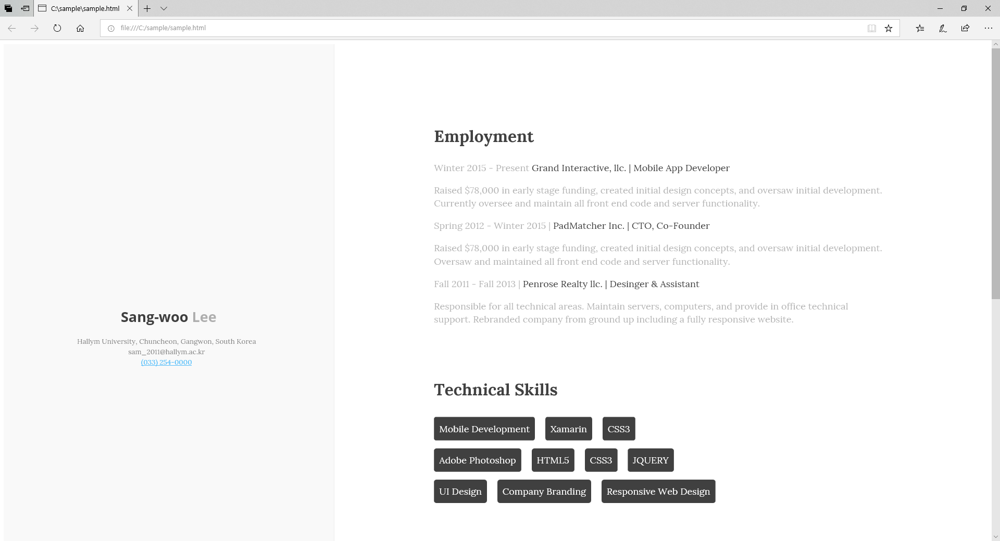 C:\sample\sample.html
file:///C:/sample/sample.html
Sang-woo Lee
Hallym University, Chuncheon, Gangwon, South Korea
sam_2011@hallym.ac.kr
(033) 254-0000
Employment
Winter 2015 - Present Grand Interactive, llc. | Mobile App Developer
Raised $78,000 in early stage funding, created initial design concepts, and oversaw initial development.
Currently oversee and maintain all front end code and server functionality.
Spring 2012 - Winter 2015 | PadMatcher Inc. | CTO, Co-Founder
Raised $78,000 in early stage funding, created initial design concepts, and oversaw initial development.
Oversaw and maintained all front end code and server functionality.
Fall 2011 - Fall 2013 | Penrose Realty llc. | Desinger & Assistant
Responsible for all technical areas. Maintain servers, computers, and provide in office technical
support. Rebranded company from ground up including a fully responsive website.
Technical Skills
Mobile Development Xamarin CSS3
Adobe Photoshop HTML5 CSS3 JQUERY
UI Design Company Branding Responsive Web Design